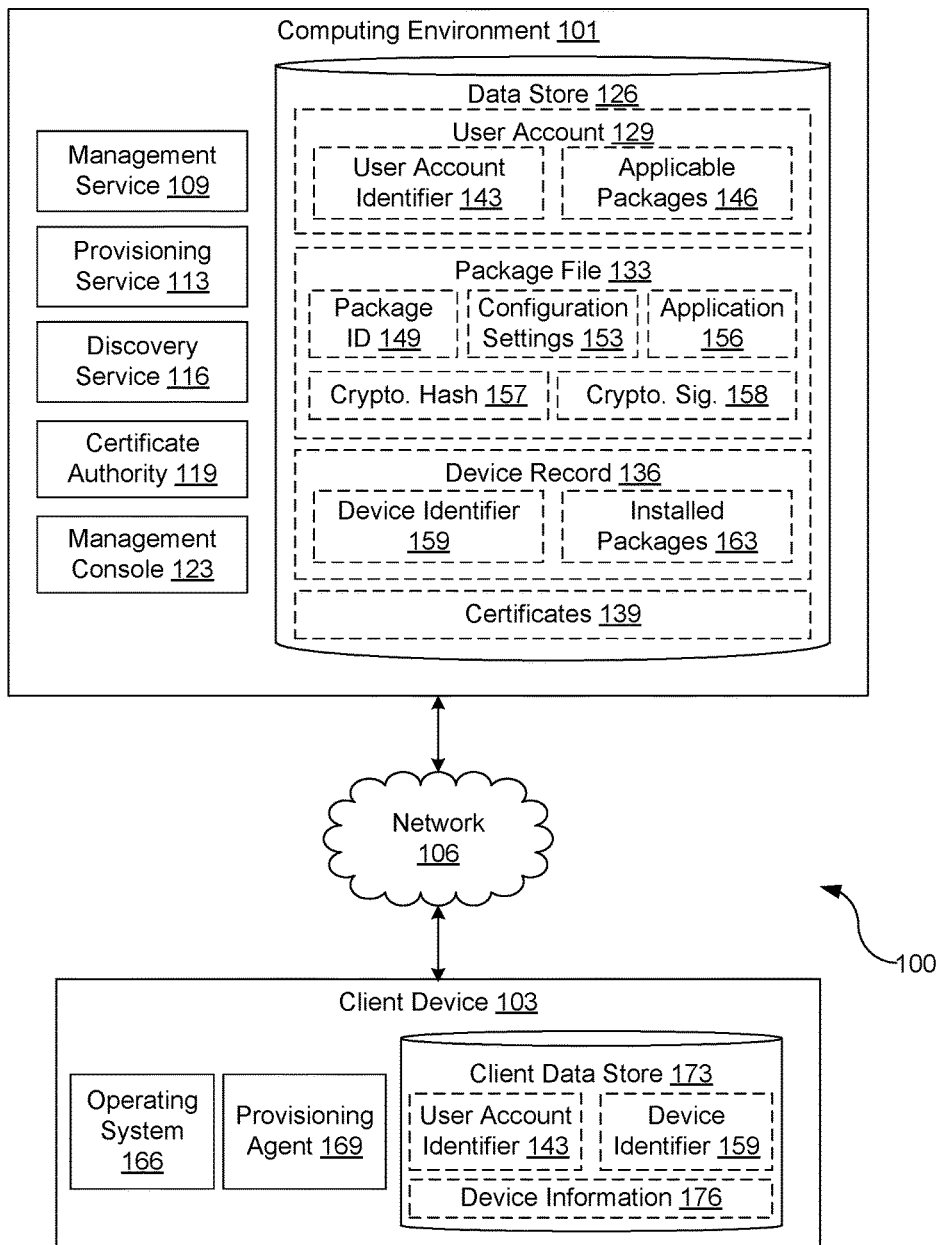 Computing Environment 101
Management
Service 109
Provisioning
Service 113
Discovery
Service 116
Certificate
Authority 119
Management
Console 123
Data Store 126
User Account 129
User Account
Identifier 143
Applicable
Packages 146
Package File 133
Package
ID 149
Configuration
Settings 153
Application
156
Crypto. Hash 157
Crypto. Sig. 158
Device Record 136
Device Identifier
159
Installed
Packages 163
Certificates 139
Network
106
100
Client Device 103
Operating
System
166
Provisioning
Agent 169
Client Data Store 173
User Account
Identifier 143
Device
Identifier 159
Device Information 176